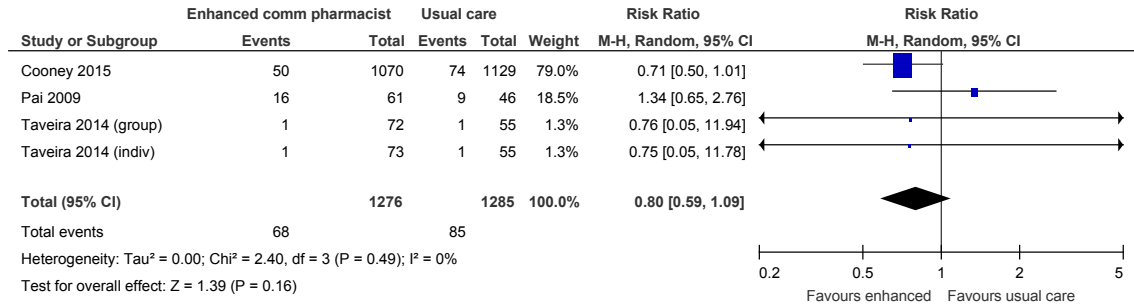 Enhanced comm pharmacist Usual care Risk Ratio Risk Ratio
Study or Subgroup Events Total Events Total Weight M-H, Random, 95% CI M-H, Random, 95% CI
Cooney 2015 50 1070 74 1129 79.0% 0.71 [0.50, 1.01]
Pai 2009 16 61 9 46 18.5% 1.34 [0.65, 2.76]
Taveira 2014 (group) 1 72 1 55 1.3% 0.76 [0.05, 11.94]
Taveira 2014 (indiv) 1 73 1 55 1.3% 0.75 [0.05, 11.78]
Total (95% CI) 1276 1285 100.0% 0.80 [0.59, 1.09]
Total events 68 85
Heterogeneity: Tau² = 0.00; Chi² = 2.40, df = 3 (P = 0.49); I² = 0%
Test for overall effect: Z = 1.39 (P = 0.16)
0.2 0.5 1 2 5
Favours enhanced Favours usual care